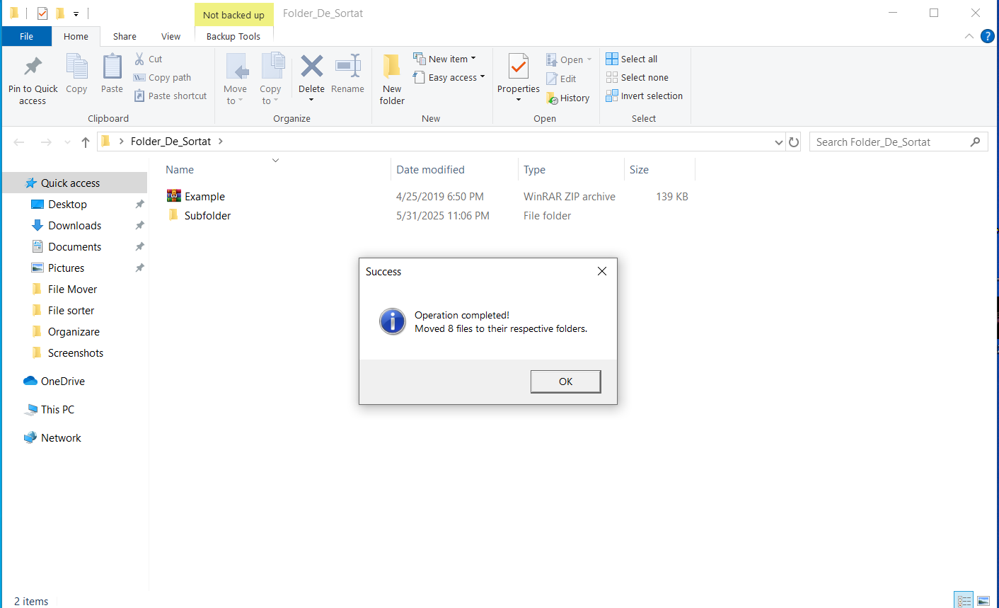 Not backed up
Folder_De_Sortat
File
Home
Share
View
Backup Tools
?
Pin to Quick access
Copy
Paste
Cut
Copy path
Paste shortcut
Clipboard
Move to
Copy to
Delete
Rename
Organize
New folder
New item
Easy access
New
Properties
Open
Edit
History
Open
Select all
Select none
Invert selection
Select
Folder_De_Sortat
Search Folder_De_Sortat
Name
Date modified
Type
Size
Example
4/25/2019 6:50 PM
WinRAR ZIP archive
139 KB
Subfolder
5/31/2025 11:06 PM
File folder
Quick access
Desktop
Downloads
Documents
Pictures
File Mover
File sorter
Organizare
Screenshots
OneDrive
This PC
Network
Success
Operation completed!
Moved 8 files to their respective folders.
OK
2 items